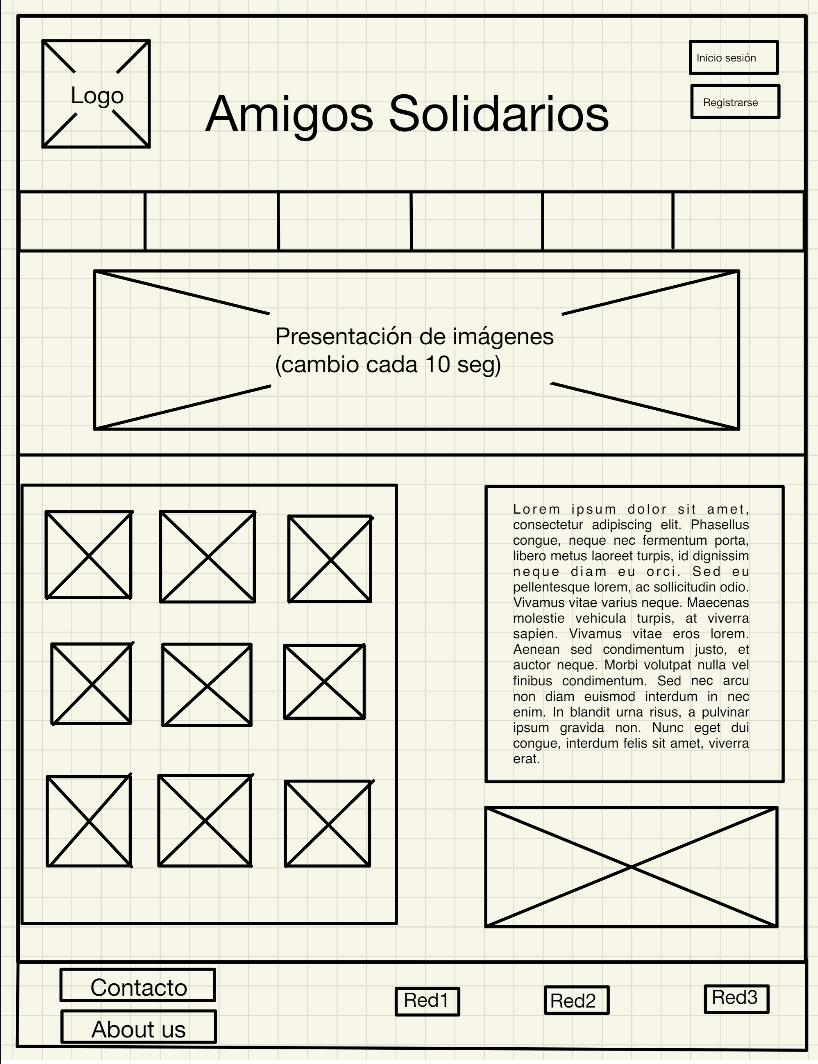 Logo
Amigos Solidarios
Inicio sesión
Registrarse
Presentación de imágenes
(cambio cada 10 seg)
Lorem ipsum dolor sit amet,
consectetur adipiscing elit. Phasellus
congue, neque nec fermentum porta,
libero metus laoreet turpis, id dignissim
neque diam eu orci. Sed eu
pellentesque lorem, ac sollicitudin odio.
Vivamus vitae varius neque. Maecenas
molestie vehicula turpis, at viverra
sapien. Vivamus vitae eros lorem.
Aenean sed condimentum justo, et
auctor neque. Morbi volutpat nulla vel
finibus condimentum. Sed nec arcu
non diam euismod interdum in nec
enim. In blandit urna risus, a pulvinar
ipsum gravida non. Nunc eget dui
congue, interdum felis sit amet, viverra
erat.
Contacto
About us
Red1
Red2
Red3